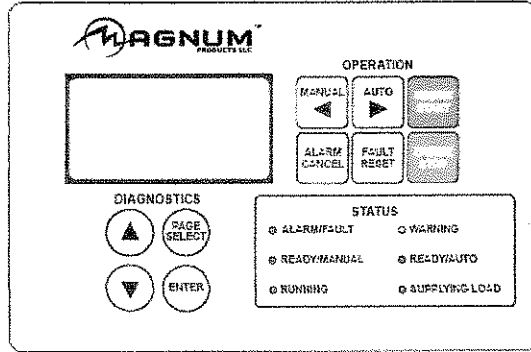 MAGNUM™
PRODUCTS LLC
OPERATION
MANUAL
AUTO
ALARM
CANCEL
FAULT
RESET
DIAGNOSTICS
PAGE
SELECT
ENTER
STATUS
ALARM/FAULT
WARNING
READY/MANUAL
READY/AUTO
RUNNING
SUPPLYING LOAD